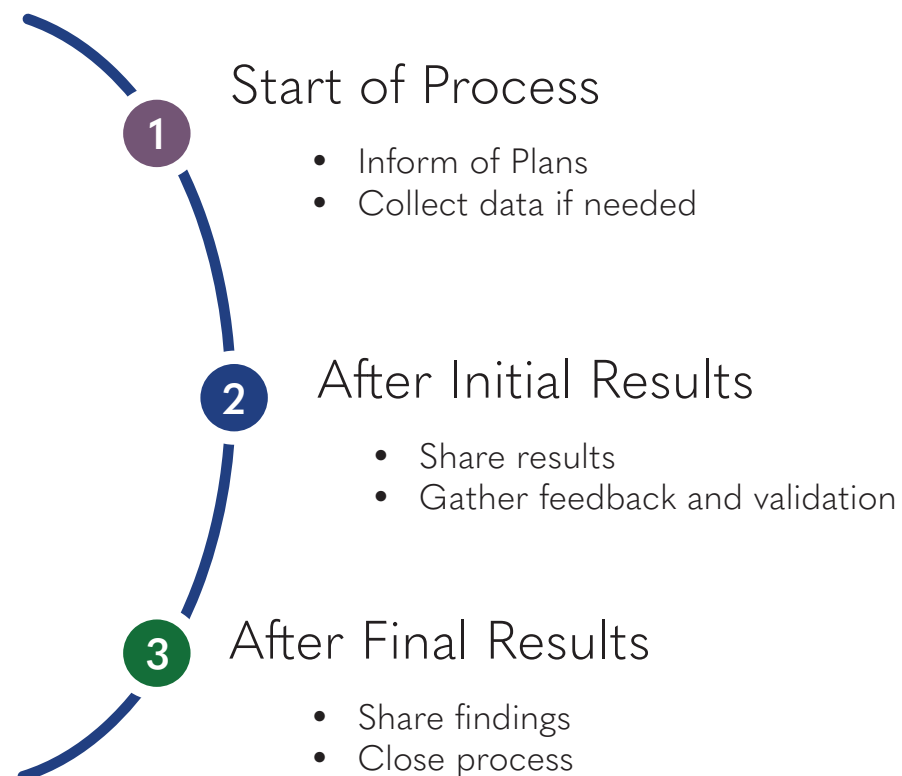 1
Start of Process
• Inform of Plans
• Collect data if needed
2
After Initial Results
• Share results
• Gather feedback and validation
3
After Final Results
• Share findings
• Close process